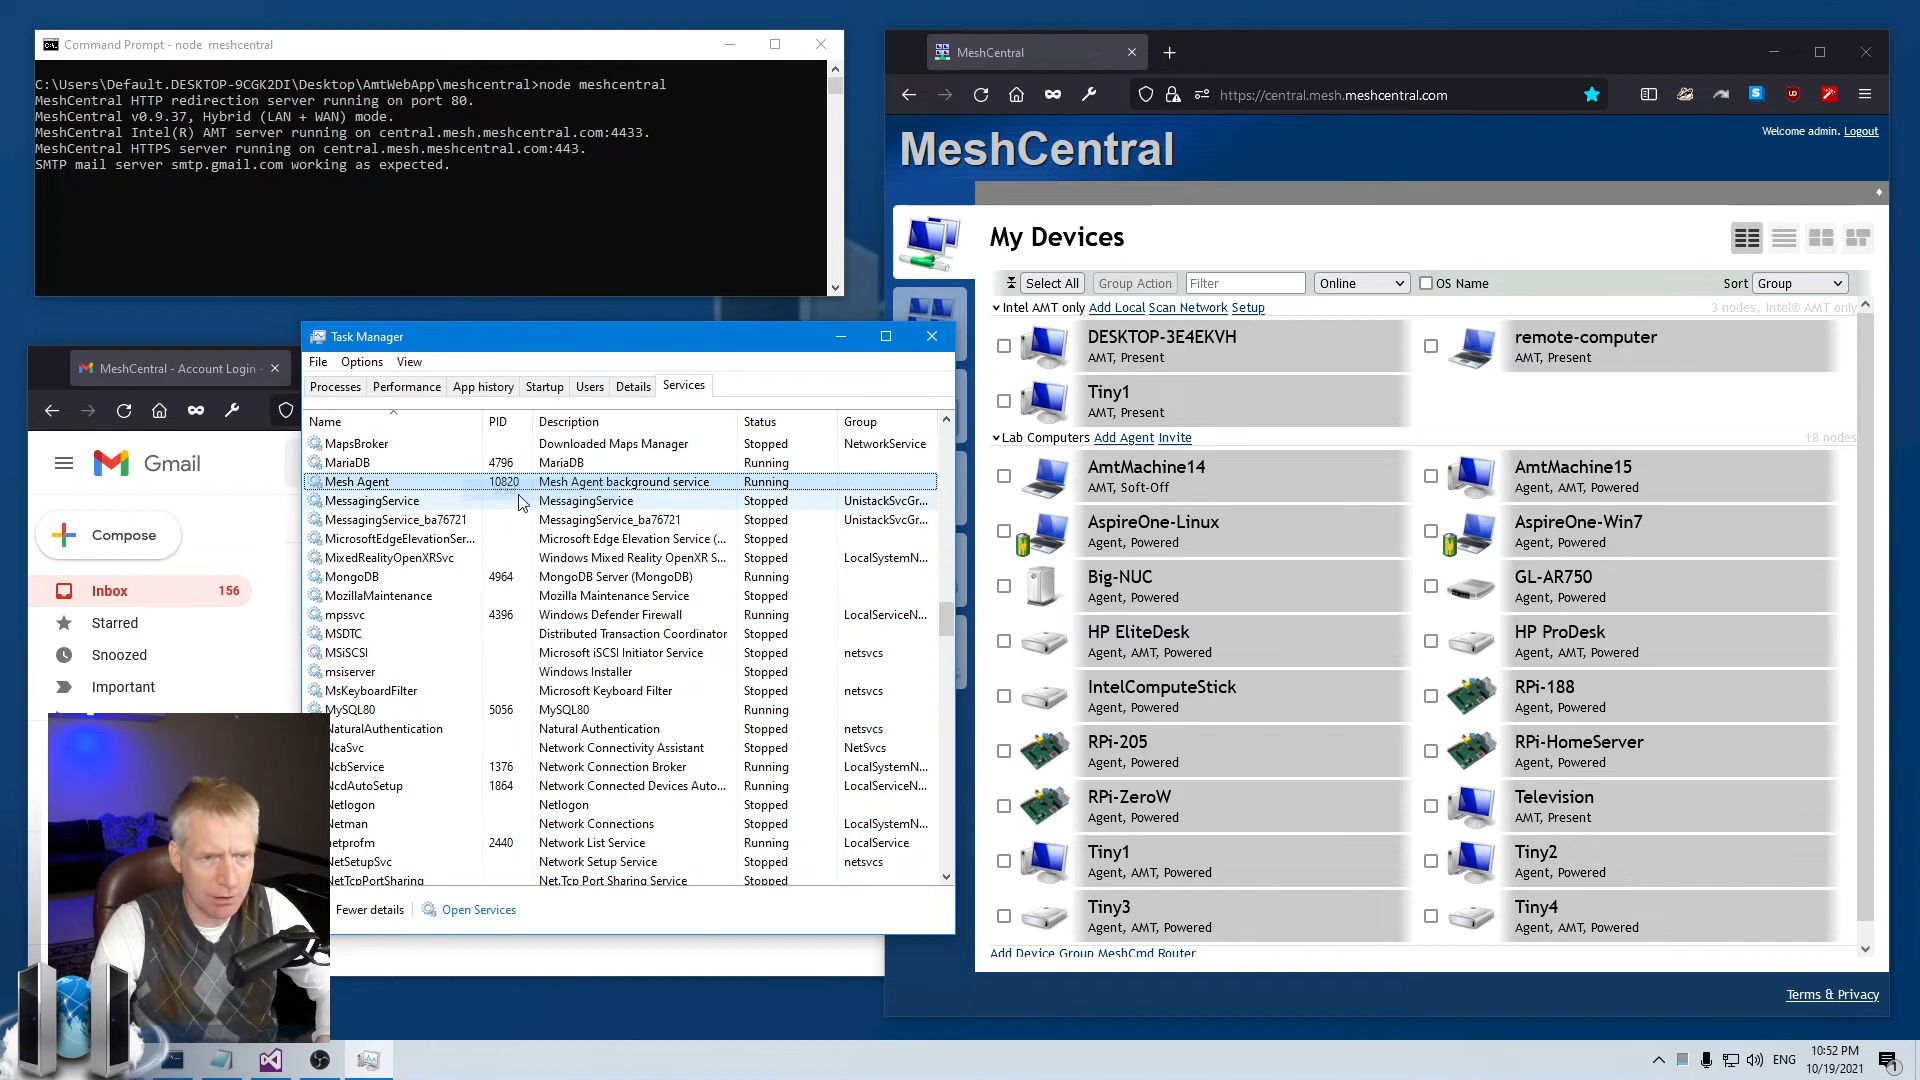 Command Prompt - node  meshcentral
C:\Users\Default.DESKTOP-9CGK2DI\Desktop\AmtWebApp\meshcentral>node meshcentral
MeshCentral HTTP redirection server running on port 80.
MeshCentral v0.9.37, Hybrid (LAN + WAN) mode.
MeshCentral Intel(R) AMT server running on central.mesh.meshcentral.com:4433.
MeshCentral HTTPS server running on central.mesh.meshcentral.com:443.
SMTP mail server smtp.gmail.com working as expected.
MeshCentral - Account Login -
Gmail
Compose
Inbox 156
Starred
Snoozed
Important
Task Manager
File Options View
Processes Performance App history Startup Users Details Services
Name PID Description Status Group
MapsBroker Downloaded Maps Manager Stopped NetworkService
MariaDB 4796 MariaDB Running
Mesh Agent 10820 Mesh Agent background service Running
MessagingService MessagingService Stopped UnistackSvcGr...
MessagingService_ba76721 MessagingService_ba76721 Stopped UnistackSvcGr...
MicrosoftEdgeElevationSer... Microsoft Edge Elevation Service (... Stopped
MixedRealityOpenXRSvc Windows Mixed Reality OpenXR S... Stopped LocalSystemN...
MongoDB 4964 MongoDB Server (MongoDB) Running
MozillaMaintenance Mozilla Maintenance Service Stopped
mpssvc 4396 Windows Defender Firewall Running LocalServiceN...
MSDTC Distributed Transaction Coordinator Stopped
MSiSCSI Microsoft iSCSI Initiator Service Stopped netsvcs
msiserver Windows Installer Stopped
MsKeyboardFilter Microsoft Keyboard Filter Stopped netsvcs
MySQL80 5056 MySQL80 Running
NaturalAuthentication Natural Authentication Stopped netsvcs
NcaSvc Network Connectivity Assistant Stopped NetSvcs
NcbService 1376 Network Connection Broker Running LocalSystemN...
NcdAutoSetup 1864 Network Connected Devices Auto... Running LocalServiceN...
Netlogon Netlogon Stopped
Netman Network Connections Stopped LocalSystemN...
netprofm 2440 Network List Service Running LocalService
NetSetupSvc Network Setup Service Stopped netsvcs
NetTcpPortSharing Net.Tcp Port Sharing Service Stopped
Fewer details Open Services
MeshCentral
https://central.mesh.meshcentral.com
MeshCentral
Welcome admin. Logout
My Devices
Select All Group Action Filter Online OS Name Sort Group
Intel AMT only Add Local Scan Network Setup 3 nodes, Intel® AMT only
DESKTOP-3E4EKVH
AMT, Present
remote-computer
AMT, Present
Tiny1
AMT, Present
Lab Computers Add Agent Invite 18 nodes
AmtMachine14
AMT, Soft-Off
AmtMachine15
Agent, AMT, Powered
AspireOne-Linux
Agent, Powered
AspireOne-Win7
Agent, Powered
Big-NUC
Agent, Powered
GL-AR750
Agent, Powered
HP EliteDesk
Agent, AMT, Powered
HP ProDesk
Agent, AMT, Powered
IntelComputeStick
Agent, Powered
RPi-188
Agent, Powered
RPi-205
Agent, Powered
RPi-HomeServer
Agent, Powered
RPi-ZeroW
Agent, Powered
Television
AMT, Present
Tiny1
Agent, AMT, Powered
Tiny2
Agent, Powered
Tiny3
Agent, AMT, Powered
Tiny4
Agent, AMT, Powered
Add Device Group MeshCmd Router
Terms & Privacy
ENG
10:52 PM
10/19/2021
1